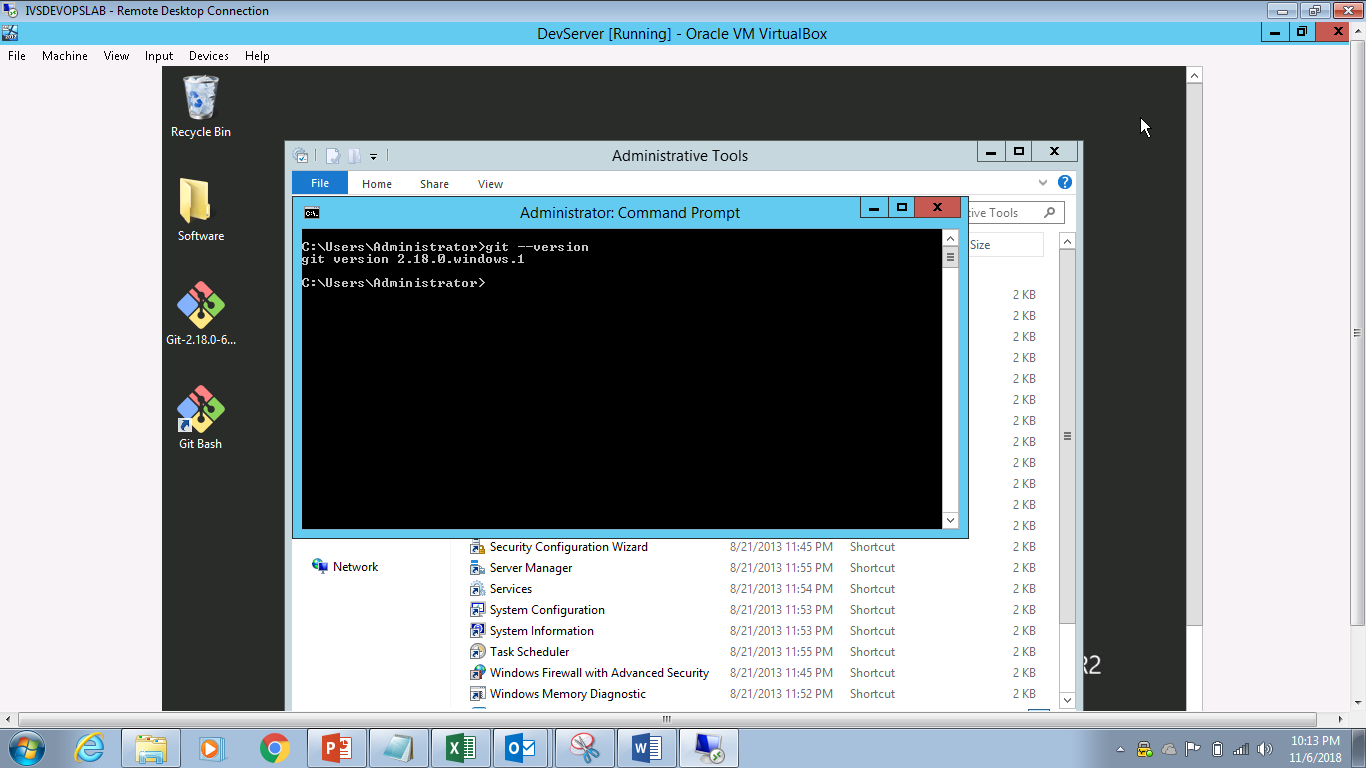 IVSDEVOPSLAB - Remote Desktop Connection
DevServer [Running] - Oracle VM VirtualBox
File Machine View Input Devices Help
Recycle Bin
Software
Git-2.18.0-6...
Git Bash
Administrative Tools
File Home Share View
tive Tools
Size
Administrator: Command Prompt
C:\Users\Administrator>git --version
git version 2.18.0.windows.1
C:\Users\Administrator>
2 KB
2 KB
2 KB
2 KB
2 KB
2 KB
2 KB
2 KB
2 KB
2 KB
2 KB
2 KB
Network
Security Configuration Wizard 8/21/2013 11:45 PM Shortcut 2 KB
Server Manager 8/21/2013 11:55 PM Shortcut 2 KB
Services 8/21/2013 11:54 PM Shortcut 2 KB
System Configuration 8/21/2013 11:53 PM Shortcut 2 KB
System Information 8/21/2013 11:53 PM Shortcut 2 KB
Task Scheduler 8/21/2013 11:55 PM Shortcut 2 KB
Windows Firewall with Advanced Security 8/21/2013 11:45 PM Shortcut 2 KB
Windows Memory Diagnostic 8/21/2013 11:52 PM Shortcut 2 KB
R2
10:13 PM
11/6/2018